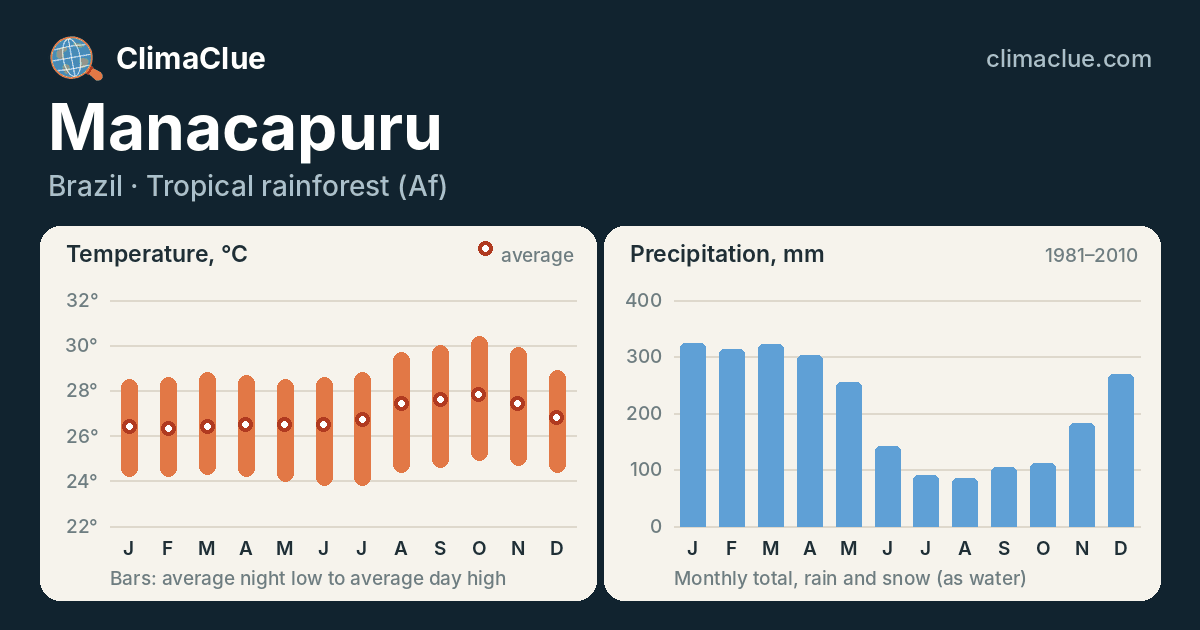 ClimaClue
climaclue.com
Manacapuru
Brazil · Tropical rainforest (Af)
Temperature, °C
average
32°
30°
28°
26°
24°
22°
J F M A M J J A S O N D
Bars: average night low to average day high
Precipitation, mm
1981–2010
400
300
200
100
0
J F M A M J J A S O N D
Monthly total, rain and snow (as water)